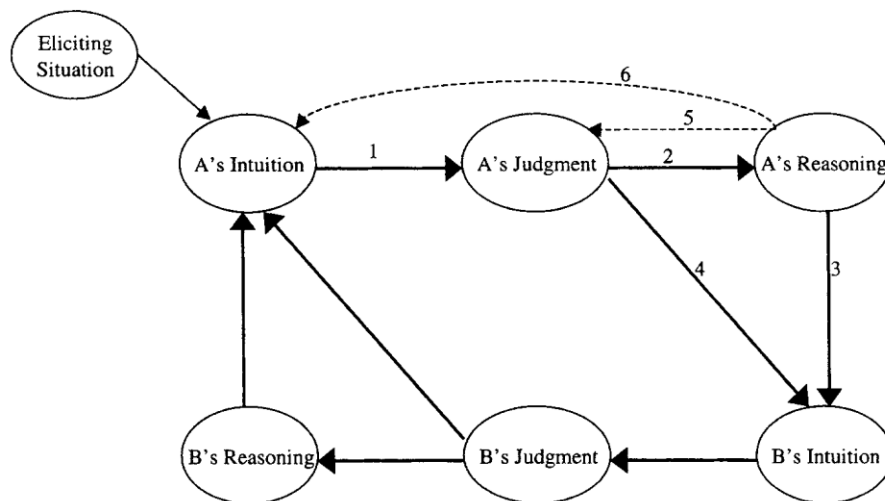 Eliciting
Situation
6
5
A's Intuition
1
A's Judgment
2
A's Reasoning
4
3
B's Reasoning
B's Judgment
B's Intuition